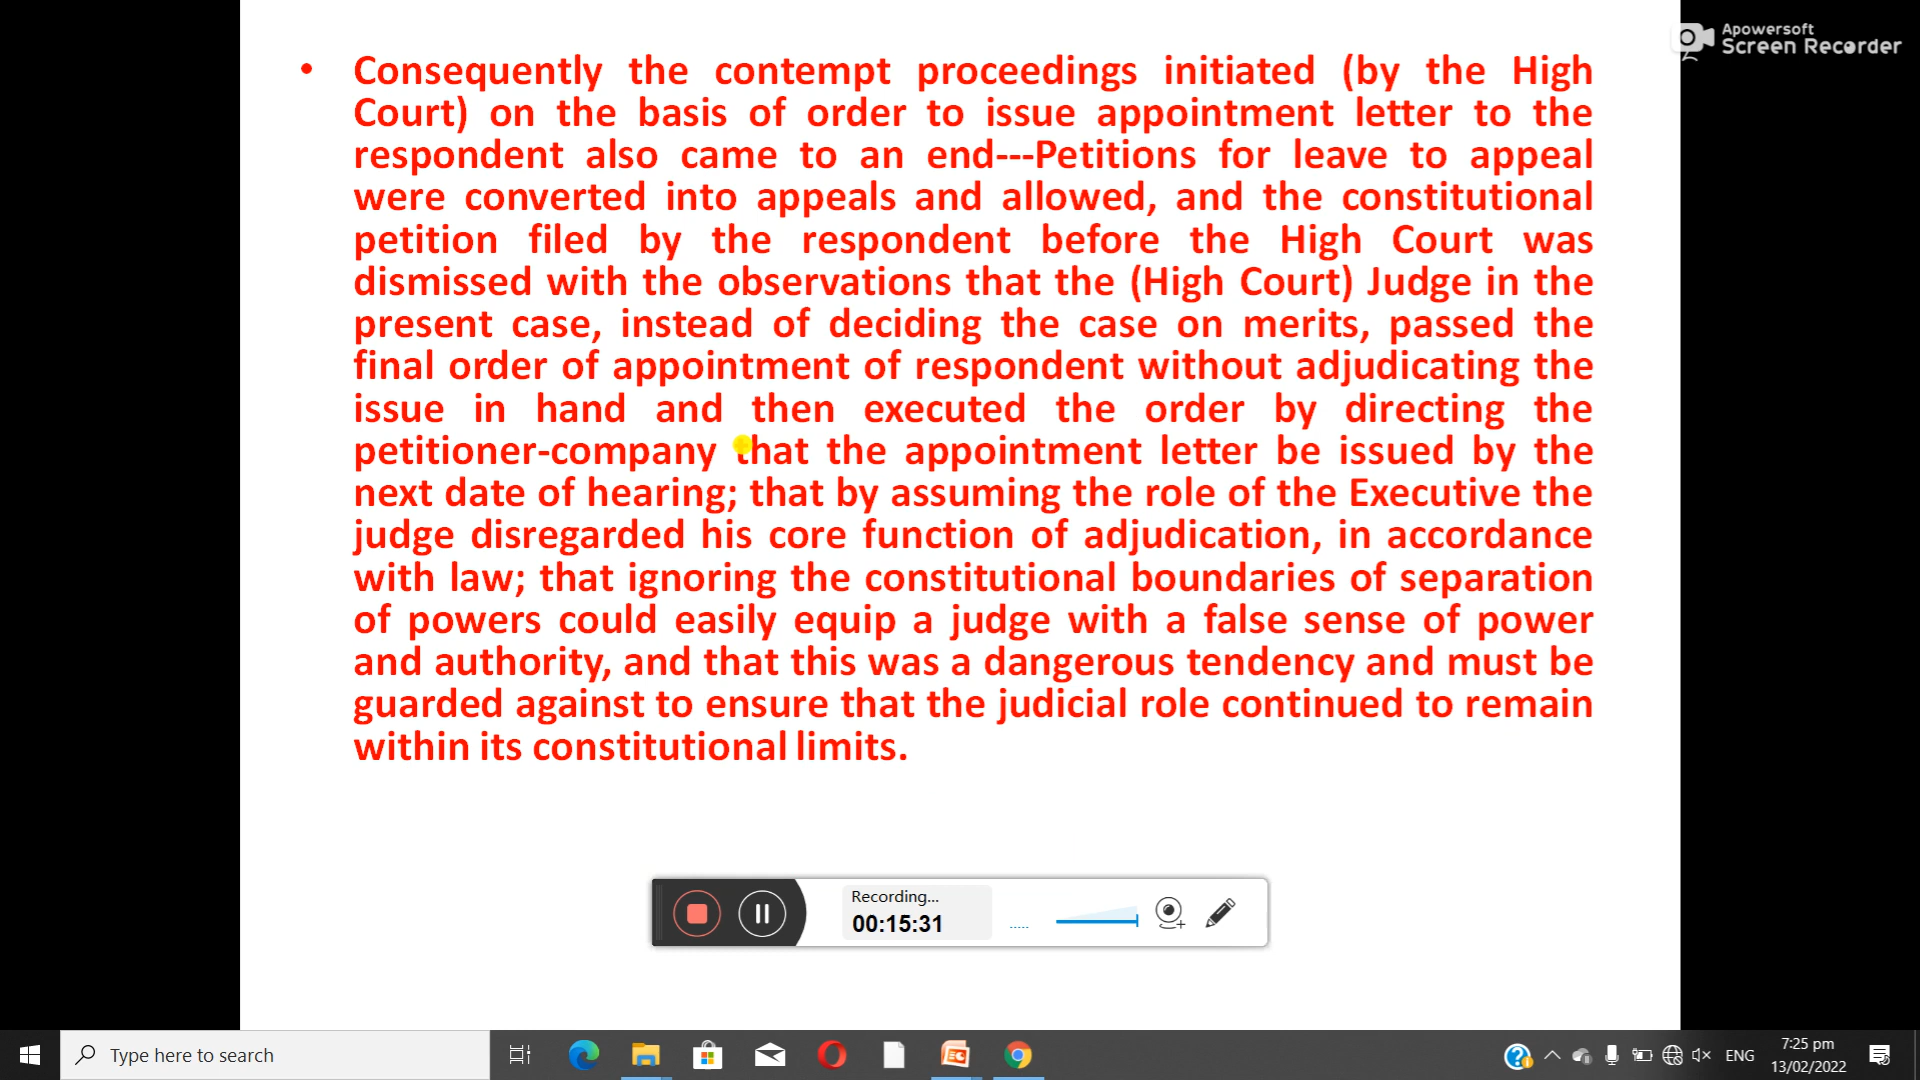 Apowersoft
Screen Recorder
• Consequently the contempt proceedings initiated (by the High
Court) on the basis of order to issue appointment letter to the
respondent also came to an end---Petitions for leave to appeal
were converted into appeals and allowed, and the constitutional
petition filed by the respondent before the High Court was
dismissed with the observations that the (High Court) Judge in the
present case, instead of deciding the case on merits, passed the
final order of appointment of respondent without adjudicating the
issue in hand and then executed the order by directing the
petitioner-company that the appointment letter be issued by the
next date of hearing; that by assuming the role of the Executive the
judge disregarded his core function of adjudication, in accordance
with law; that ignoring the constitutional boundaries of separation
of powers could easily equip a judge with a false sense of power
and authority, and that this was a dangerous tendency and must be
guarded against to ensure that the judicial role continued to remain
within its constitutional limits.
Recording...
00:15:31
Type here to search
ENG
7:25 pm
13/02/2022